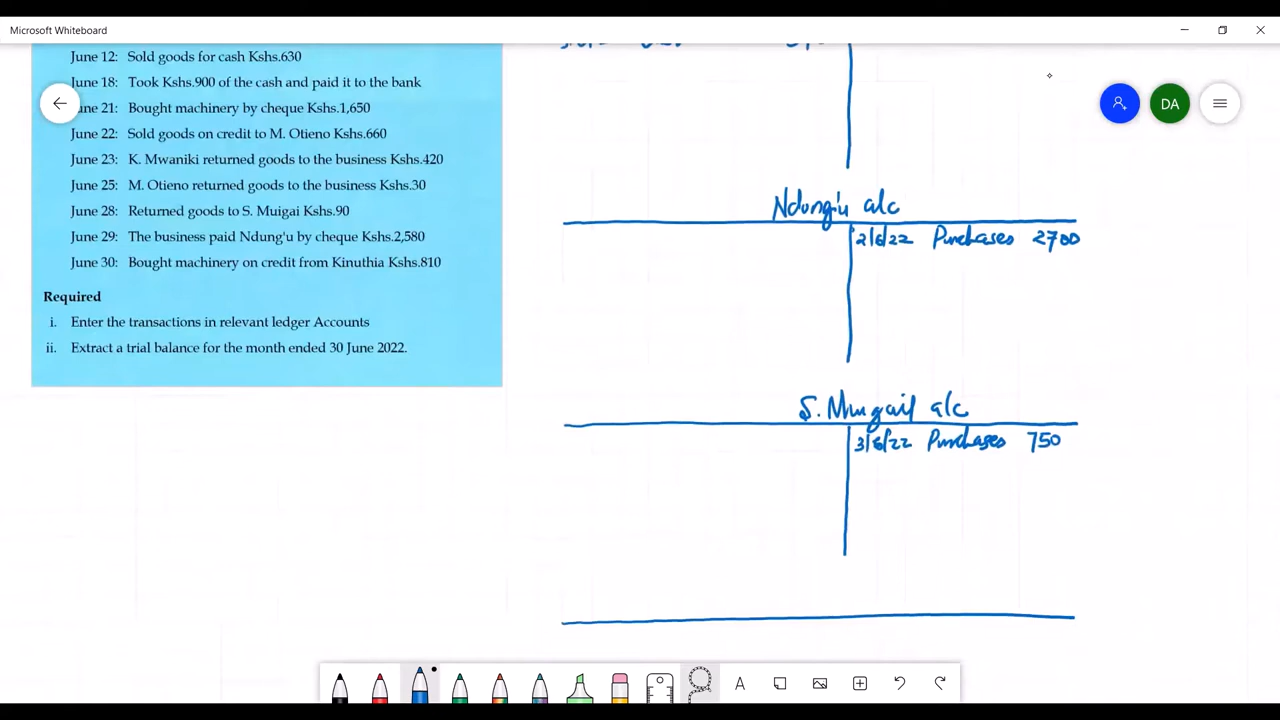 Microsoft Whiteboard
June 12: Sold goods for cash Kshs.630
June 18: Took Kshs.900 of the cash and paid it to the bank
ne 21: Bought machinery by cheque Kshs.1,650
June 22: Sold goods on credit to M. Otieno Kshs.660
June 23: K. Mwaniki returned goods to the business Kshs.420
June 25: M. Otieno returned goods to the business Kshs.30
June 28: Returned goods to S. Muigai Kshs.90
June 29: The business paid Ndung'u by cheque Kshs.2,580
June 30: Bought machinery on credit from Kinuthia Kshs.810
Required
i. Enter the transactions in relevant ledger Accounts
ii. Extract a trial balance for the month ended 30 June 2022.
DA
Ndung'u a/c
2/6/22 Purchases 2700
S. Muigai a/c
3/6/22 Purchases 750
A